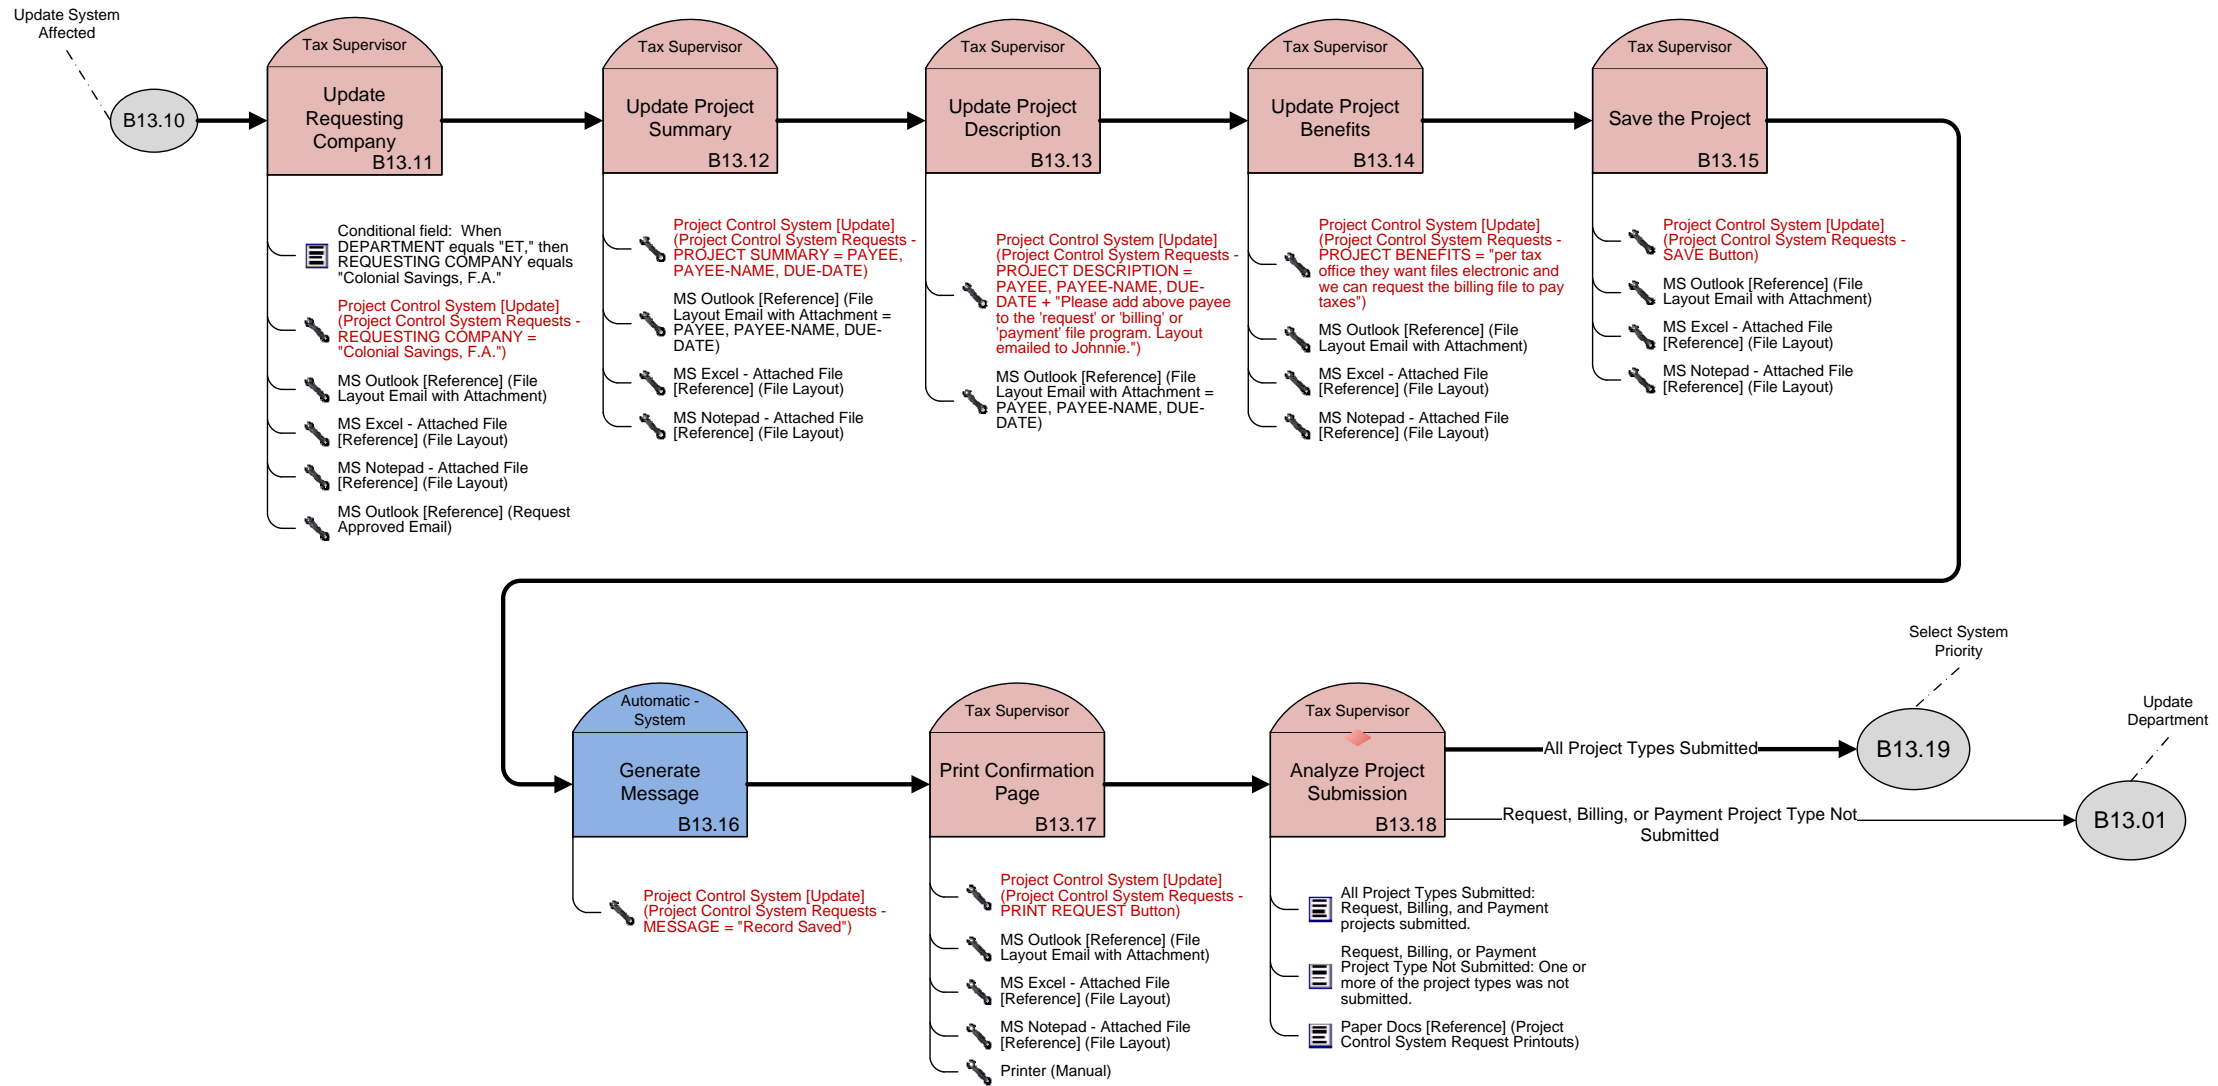 Update System
Affected
B13.10
Tax Supervisor
Update
Requesting
Company
B13.11
Conditional field:  When
DEPARTMENT equals "ET," then
REQUESTING COMPANY equals
"Colonial Savings, F.A."
Project Control System [Update]
(Project Control System Requests -
REQUESTING COMPANY =
"Colonial Savings, F.A.")
MS Outlook [Reference] (File
Layout Email with Attachment)
MS Excel - Attached File
[Reference] (File Layout)
MS Notepad - Attached File
[Reference] (File Layout)
MS Outlook [Reference] (Request
Approved Email)
Tax Supervisor
Update Project
Summary
B13.12
Project Control System [Update]
(Project Control System Requests -
PROJECT SUMMARY = PAYEE,
PAYEE-NAME, DUE-DATE)
MS Outlook [Reference] (File
Layout Email with Attachment =
PAYEE, PAYEE-NAME, DUE-
DATE)
MS Excel - Attached File
[Reference] (File Layout)
MS Notepad - Attached File
[Reference] (File Layout)
Tax Supervisor
Update Project
Description
B13.13
Project Control System [Update]
(Project Control System Requests -
PROJECT DESCRIPTION =
PAYEE, PAYEE-NAME, DUE-
DATE + "Please add above payee
to the 'request' or 'billing' or
'payment' file program. Layout
emailed to Johnnie.")
MS Outlook [Reference] (File
Layout Email with Attachment =
PAYEE, PAYEE-NAME, DUE-
DATE)
Tax Supervisor
Update Project
Benefits
B13.14
Project Control System [Update]
(Project Control System Requests -
PROJECT BENEFITS = "per tax
office they want files electronic and
we can request the billing file to pay
taxes")
MS Outlook [Reference] (File
Layout Email with Attachment)
MS Excel - Attached File
[Reference] (File Layout)
MS Notepad - Attached File
[Reference] (File Layout)
Tax Supervisor
Save the Project
B13.15
Project Control System [Update]
(Project Control System Requests -
SAVE Button)
MS Outlook [Reference] (File
Layout Email with Attachment)
MS Excel - Attached File
[Reference] (File Layout)
MS Notepad - Attached File
[Reference] (File Layout)
Automatic -
System
Generate
Message
B13.16
Project Control System [Update]
(Project Control System Requests -
MESSAGE = "Record Saved")
Tax Supervisor
Print Confirmation
Page
B13.17
Project Control System [Update]
(Project Control System Requests -
PRINT REQUEST Button)
MS Outlook [Reference] (File
Layout Email with Attachment)
MS Excel - Attached File
[Reference] (File Layout)
MS Notepad - Attached File
[Reference] (File Layout)
Printer (Manual)
Tax Supervisor
Analyze Project
Submission
B13.18
All Project Types Submitted:
Request, Billing, and Payment
projects submitted.
Request, Billing, or Payment
Project Type Not Submitted: One or
more of the project types was not
submitted.
Paper Docs [Reference] (Project
Control System Request Printouts)
All Project Types Submitted
Select System
Priority
B13.19
Request, Billing, or Payment Project Type Not
Submitted
Update
Department
B13.01